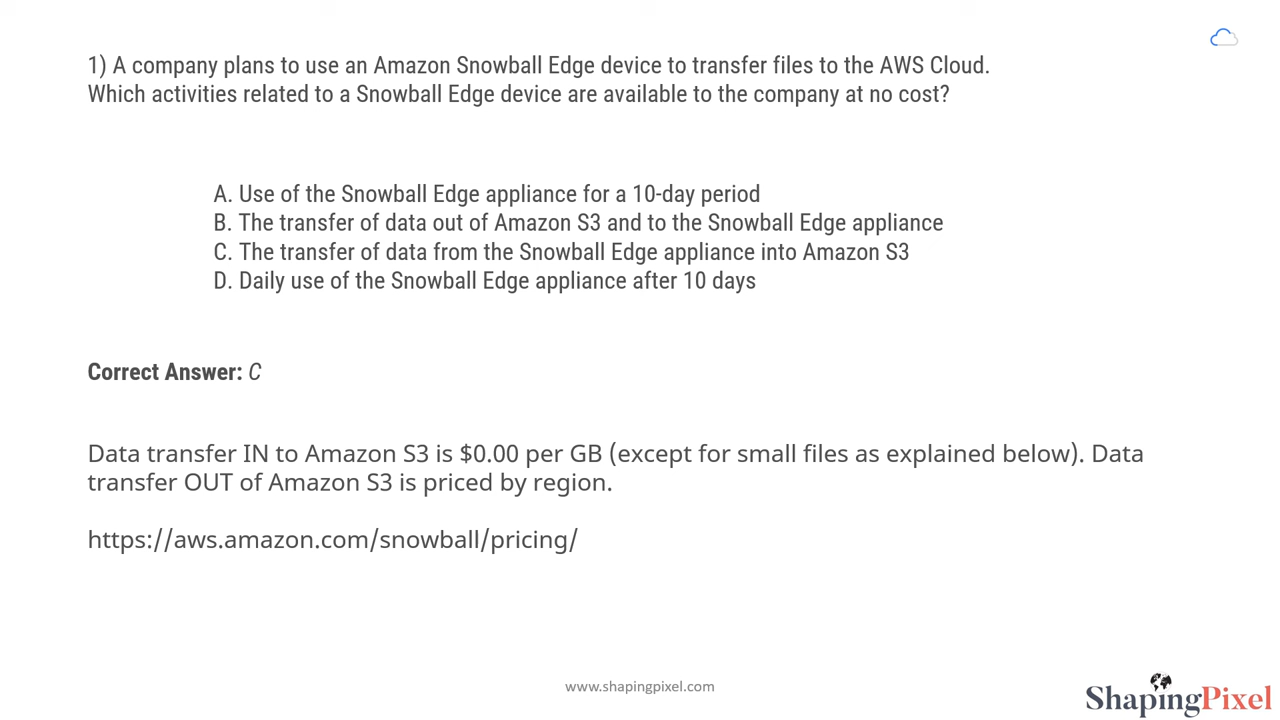 1) A company plans to use an Amazon Snowball Edge device to transfer files to the AWS Cloud.
Which activities related to a Snowball Edge device are available to the company at no cost?
A. Use of the Snowball Edge appliance for a 10-day period
B. The transfer of data out of Amazon S3 and to the Snowball Edge appliance
C. The transfer of data from the Snowball Edge appliance into Amazon S3
D. Daily use of the Snowball Edge appliance after 10 days
Correct Answer: C
Data transfer IN to Amazon S3 is $0.00 per GB (except for small files as explained below). Data
transfer OUT of Amazon S3 is priced by region.
https://aws.amazon.com/snowball/pricing/
www.shapingpixel.com
ShapingPixel